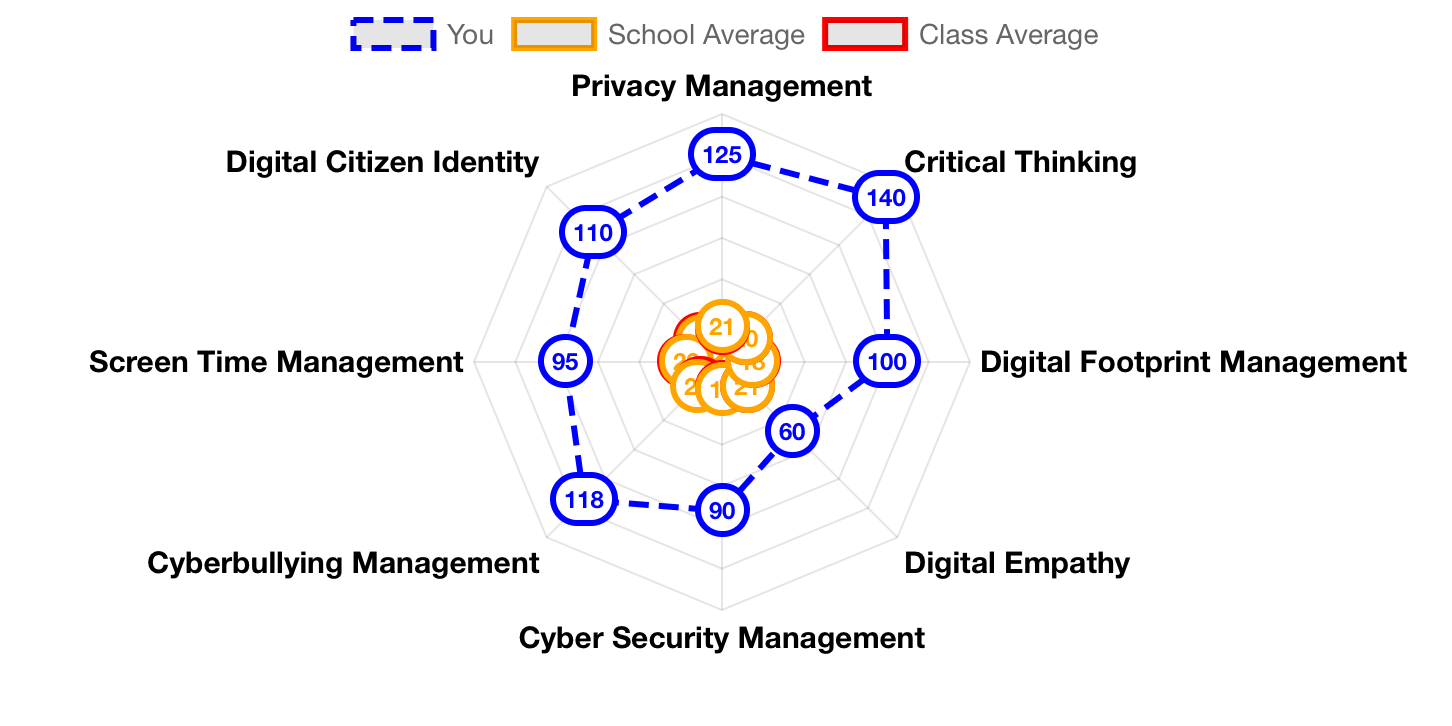 You School Average Class Average
Privacy Management
Digital Citizen Identity
Critical Thinking
125
140
110
21
Screen Time Management
95
100
Digital Footprint Management
60
118
90
Cyberbullying Management
Digital Empathy
Cyber Security Management